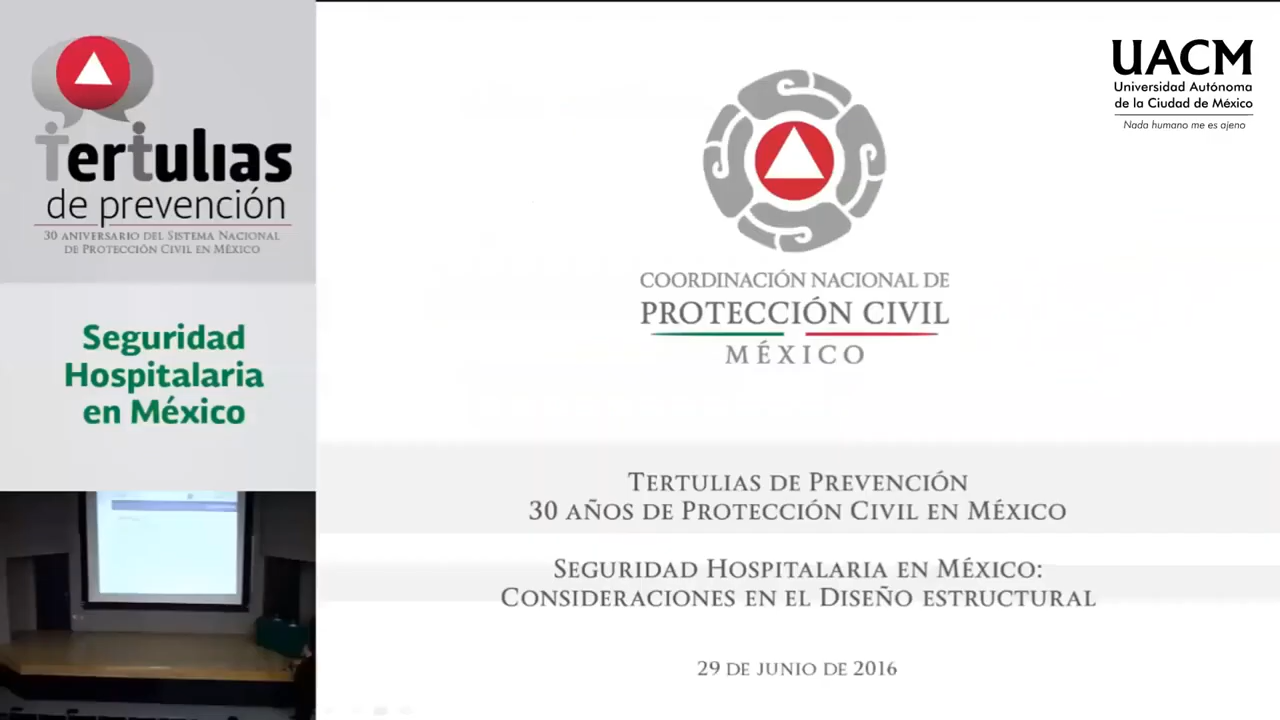 Tertulias
de prevención
30 ANIVERSARIO DEL SISTEMA NACIONAL
DE PROTECCIÓN CIVIL EN MÉXICO
Seguridad
Hospitalaria
en México
UACM
Universidad Autónoma
de la Ciudad de México
Nada humano me es ajeno
COORDINACIÓN NACIONAL DE
PROTECCIÓN CIVIL
MÉXICO
TERTULIAS DE PREVENCIÓN
30 AÑOS DE PROTECCIÓN CIVIL EN MÉXICO
SEGURIDAD HOSPITALARIA EN MÉXICO:
CONSIDERACIONES EN EL DISEÑO ESTRUCTURAL
29 DE JUNIO DE 2016